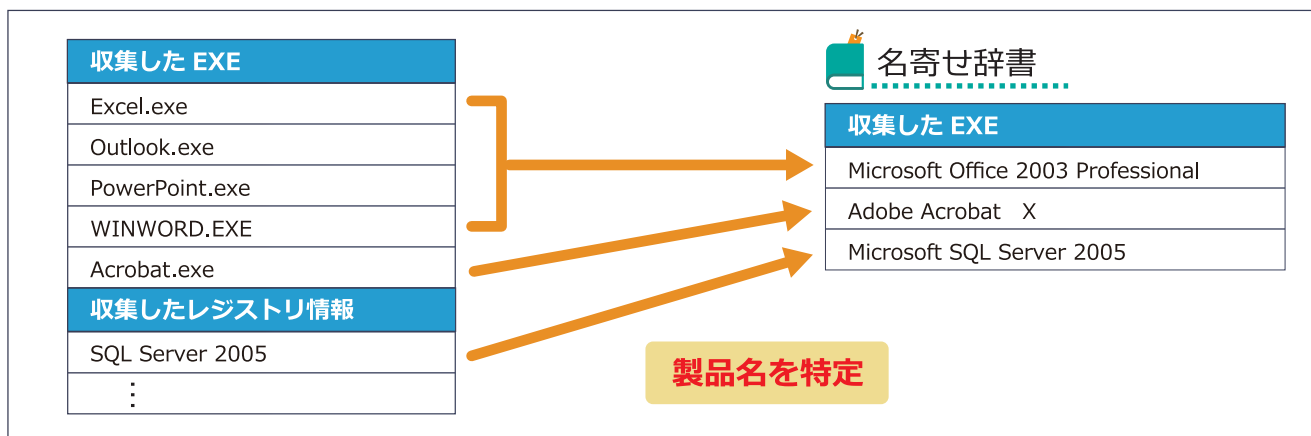 収集した EXE
Excel.exe
Outlook.exe
PowerPoint.exe
WINWORD.EXE
Acrobat.exe
収集したレジストリ情報
SQL Server 2005
⋮
名寄せ辞書
収集した EXE
Microsoft Office 2003 Professional
Adobe Acrobat　X
Microsoft SQL Server 2005
製品名を特定